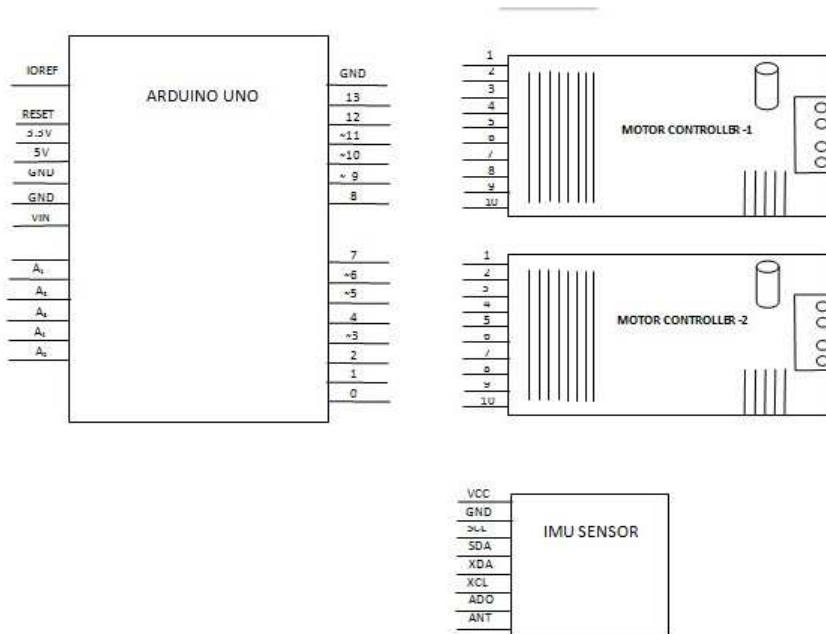 IOREF
RESET
3.3V
5V
GND
GND
VIN
ARDUINO UNO
GND
13
12
~11
~10
~ 9
8
7
~6
~5
4
~3
2
1
0
1
2
3
4
5
6
7
8
9
10
MOTOR CONTROLLER -1
1
2
3
4
5
6
7
8
9
10
MOTOR CONTROLLER -2
VCC
GND
SCL
SDA
XDA
XCL
ADO
ANT
IMU SENSOR